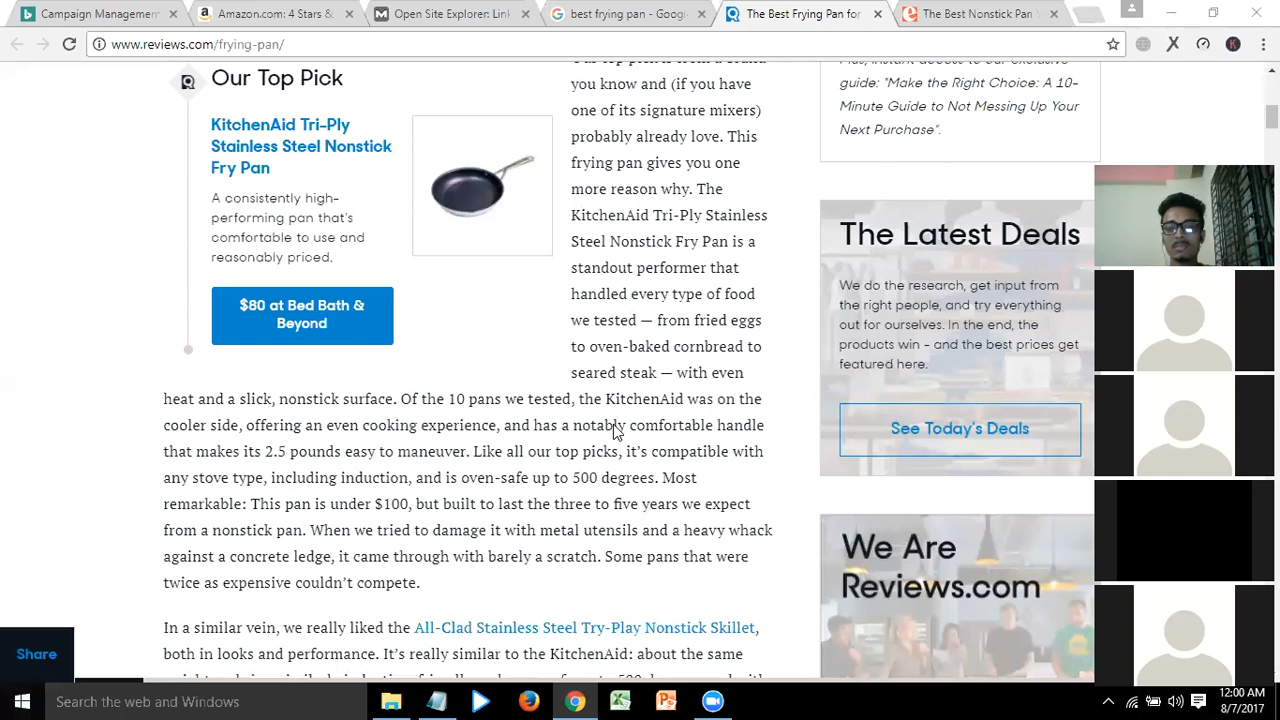 Campaign Management
Amazon.com: 4 Stars &
Open Site Explorer: Lin
best frying pan - Goog
The Best Frying Pan for
The Best Nonstick Pan
www.reviews.com/frying-pan/
K
Our Top Pick
KitchenAid Tri-Ply
Stainless Steel Nonstick
Fry Pan
A consistently high-
performing pan that's
comfortable to use and
reasonably priced.
$80 at Bed Bath &
Beyond
you know and (if you have
one of its signature mixers)
probably already love. This
frying pan gives you one
more reason why. The
KitchenAid Tri-Ply Stainless
Steel Nonstick Fry Pan is a
standout performer that
handled every type of food
we tested — from fried eggs
to oven-baked cornbread to
seared steak — with even
heat and a slick, nonstick surface. Of the 10 pans we tested, the KitchenAid was on the
cooler side, offering an even cooking experience, and has a notably comfortable handle
that makes its 2.5 pounds easy to maneuver. Like all our top picks, it's compatible with
any stove type, including induction, and is oven-safe up to 500 degrees. Most
remarkable: This pan is under $100, but built to last the three to five years we expect
from a nonstick pan. When we tried to damage it with metal utensils and a heavy whack
against a concrete ledge, it came through with barely a scratch. Some pans that were
twice as expensive couldn't compete.
In a similar vein, we really liked the All-Clad Stainless Steel Try-Play Nonstick Skillet,
both in looks and performance. It's really similar to the KitchenAid: about the same
Plus, instant access to our exclusive
guide: "Make the Right Choice: A 10-
Minute Guide to Not Messing Up Your
Next Purchase".
The Latest Deals
We do the research, get input from
the right people, and try everything
out for ourselves. In the end, the
products win - and the best prices get
featured here.
See Today's Deals
We Are
Reviews.com
Share
Search the web and Windows
12:00 AM
8/7/2017